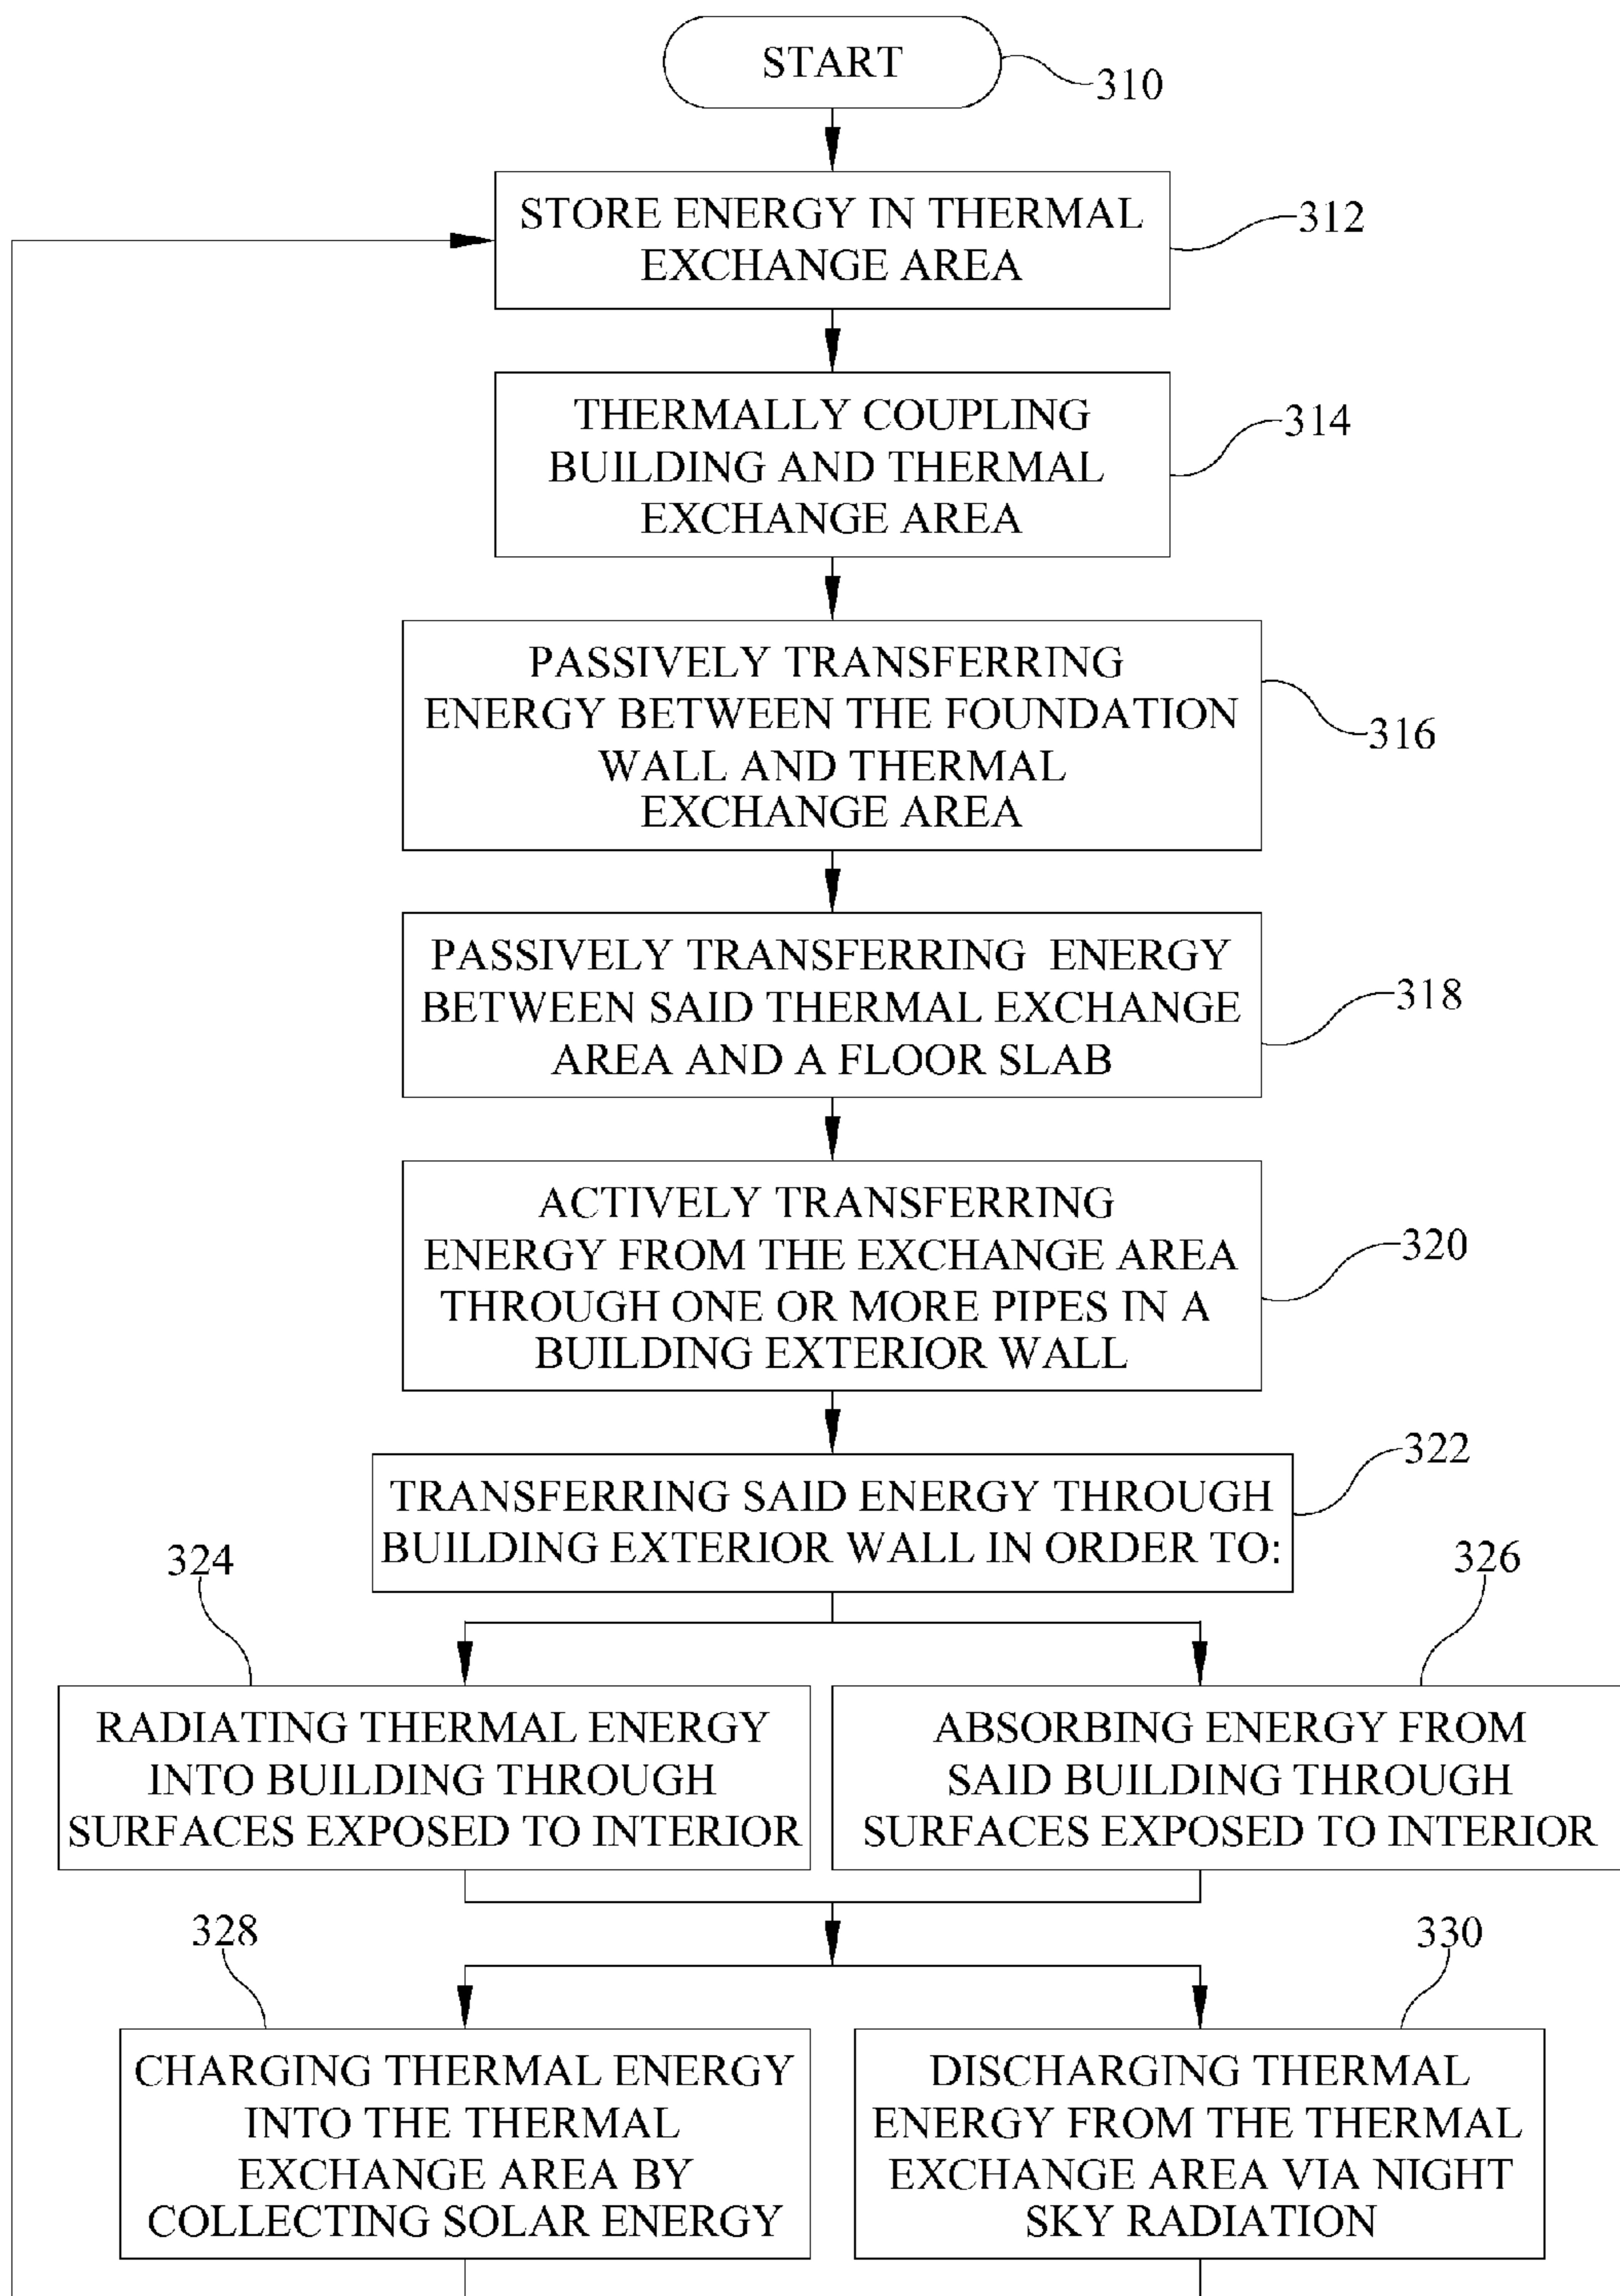 START
310
STORE ENERGY IN THERMAL
EXCHANGE AREA
312
THERMALLY COUPLING
BUILDING AND THERMAL
EXCHANGE AREA
314
PASSIVELY TRANSFERRING
ENERGY BETWEEN THE FOUNDATION
WALL AND THERMAL
EXCHANGE AREA
316
PASSIVELY TRANSFERRING ENERGY
BETWEEN SAID THERMAL EXCHANGE
AREA AND A FLOOR SLAB
318
ACTIVELY TRANSFERRING
ENERGY FROM THE EXCHANGE AREA
THROUGH ONE OR MORE PIPES IN A
BUILDING EXTERIOR WALL
320
TRANSFERRING SAID ENERGY THROUGH
BUILDING EXTERIOR WALL IN ORDER TO:
322
324
RADIATING THERMAL ENERGY
INTO BUILDING THROUGH
SURFACES EXPOSED TO INTERIOR
326
ABSORBING ENERGY FROM
SAID BUILDING THROUGH
SURFACES EXPOSED TO INTERIOR
328
CHARGING THERMAL ENERGY
INTO THE THERMAL
EXCHANGE AREA BY
COLLECTING SOLAR ENERGY
330
DISCHARGING THERMAL
ENERGY FROM THE THERMAL
EXCHANGE AREA VIA NIGHT
SKY RADIATION